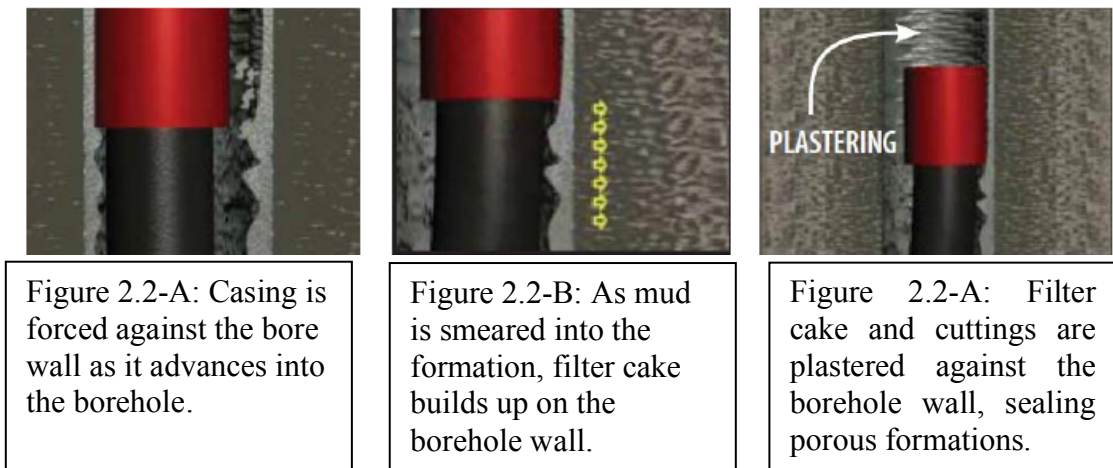 PLASTERING
Figure 2.2-A: Casing is
forced against the bore
wall as it advances into
the borehole.
Figure 2.2-B: As mud
is smeared into the
formation, filter cake
builds up on the
borehole wall.
Figure 2.2-A: Filter
cake and cuttings are
plastered against the
borehole wall, sealing
porous formations.